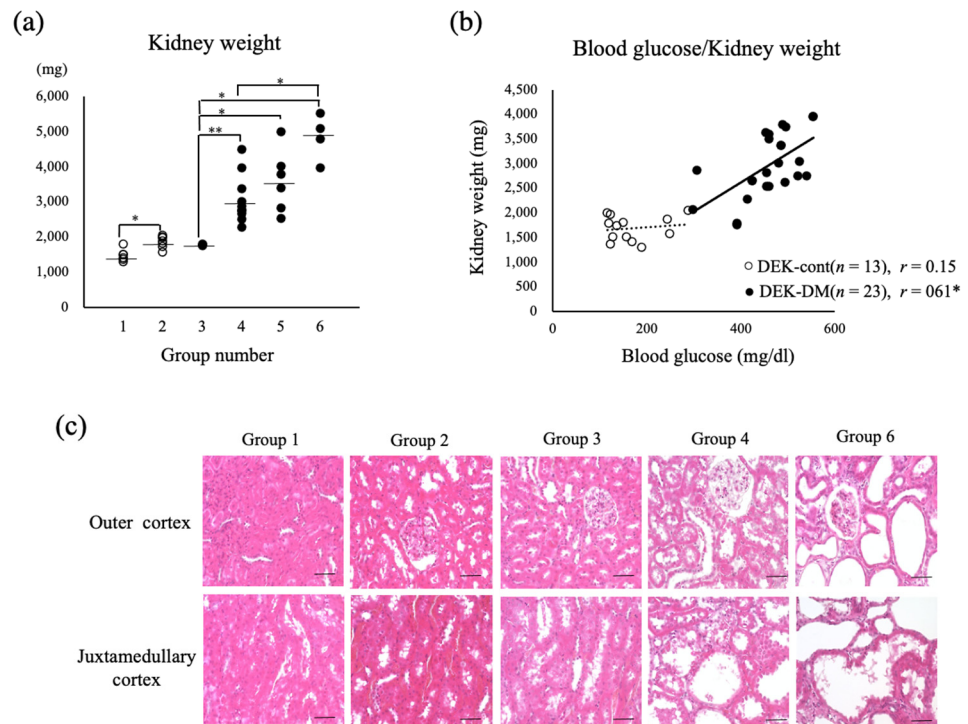 (a)
Kidney weight
(mg)
6,000
5,000
4,000
3,000
2,000
1,000
0
*
**
*
*
*
1 2 3 4 5 6
Group number
(b)
Blood glucose/Kidney weight
Kidney weight (mg)
4,500
4,000
3,500
3,000
2,500
2,000
1,500
1,000
500
0
0 200 400 600
Blood glucose (mg/dl)
DEK-cont(n = 13), r = 0.15
DEK-DM(n = 23), r = 061*
(c)
Group 1 Group 2 Group 3 Group 4 Group 6
Outer cortex
Juxtamedullary
cortex